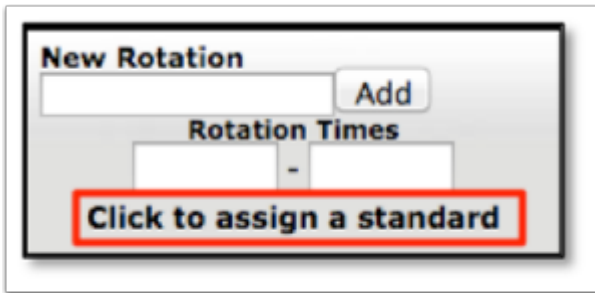 New Rotation
Add
Rotation Times
-
Click to assign a standard